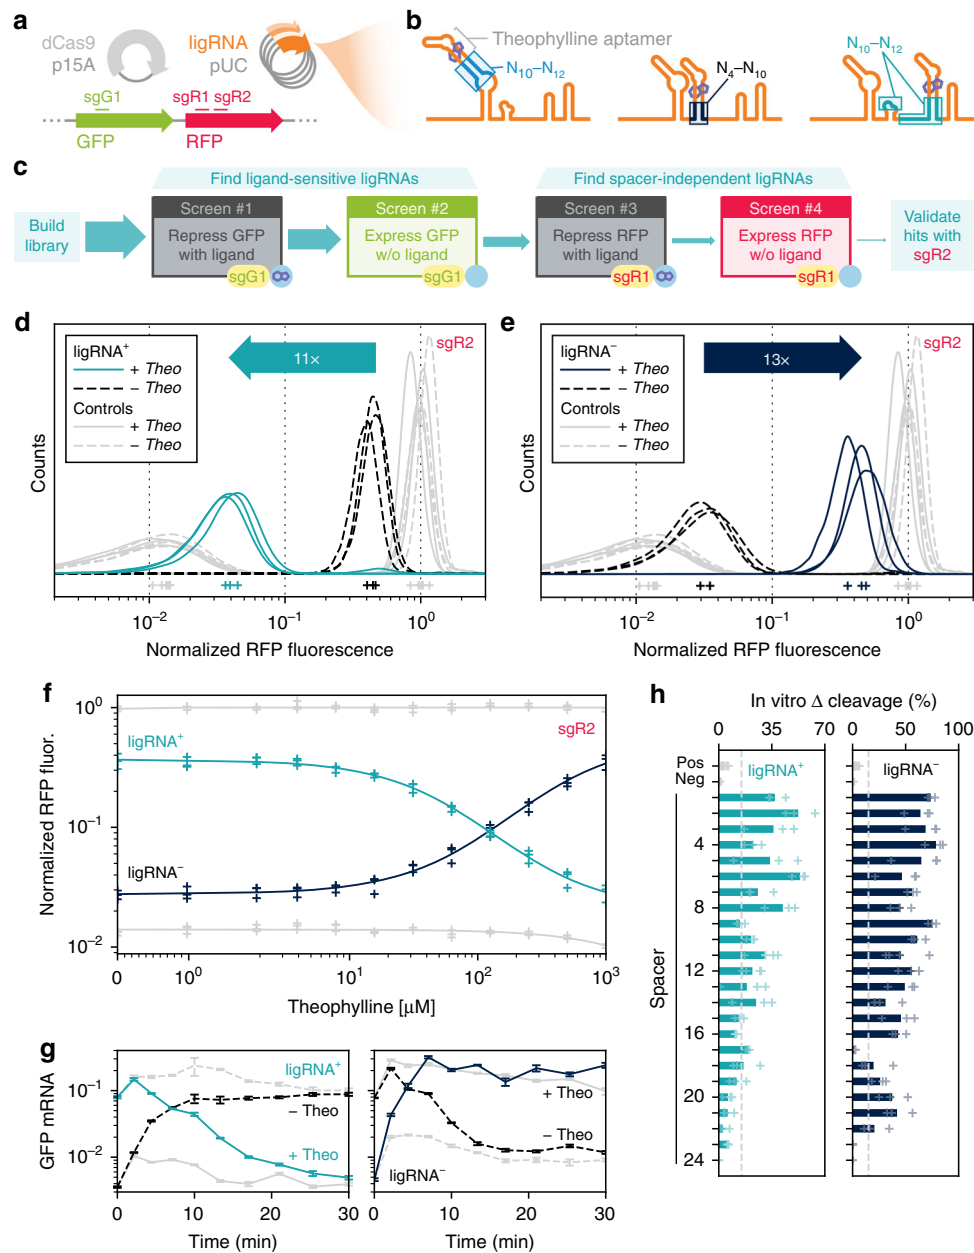 a
dCas9
p15A
ligRNA
pUC
sgG1
sgR1 sgR2
GFP
RFP
b
Theophylline aptamer
N10–N12
N4–N10
N10–N12
c
Find ligand-sensitive ligRNAs
Find spacer-independent ligRNAs
Build
library
Screen #1
Repress GFP
with ligand
sgG1
Screen #2
Express GFP
w/o ligand
sgG1
Screen #3
Repress RFP
with ligand
sgR1
Screen #4
Express RFP
w/o ligand
sgR1
Validate
hits with
sgR2
d
ligRNA⁺
+ Theo
− Theo
Controls
+ Theo
− Theo
11×
sgR2
Counts
10⁻² 10⁻¹ 10⁰
Normalized RFP fluorescence
e
ligRNA⁻
+ Theo
− Theo
Controls
+ Theo
− Theo
13×
sgR2
Counts
10⁻² 10⁻¹ 10⁰
Normalized RFP fluorescence
f
Normalized RFP fluor.
10⁰
10⁻¹
10⁻²
ligRNA⁺
sgR2
ligRNA⁻
0 10⁰ 10¹ 10² 10³
Theophylline [µM]
g
GFP mRNA
10⁻¹
10⁻²
ligRNA⁺
− Theo
+ Theo
0 10 20 30
Time (min)
+ Theo
− Theo
ligRNA⁻
0 10 20 30
Time (min)
h
In vitro Δ cleavage (%)
0 35 70
0 50 100
Pos
Neg
ligRNA⁺
ligRNA⁻
Spacer
4
8
12
16
20
24